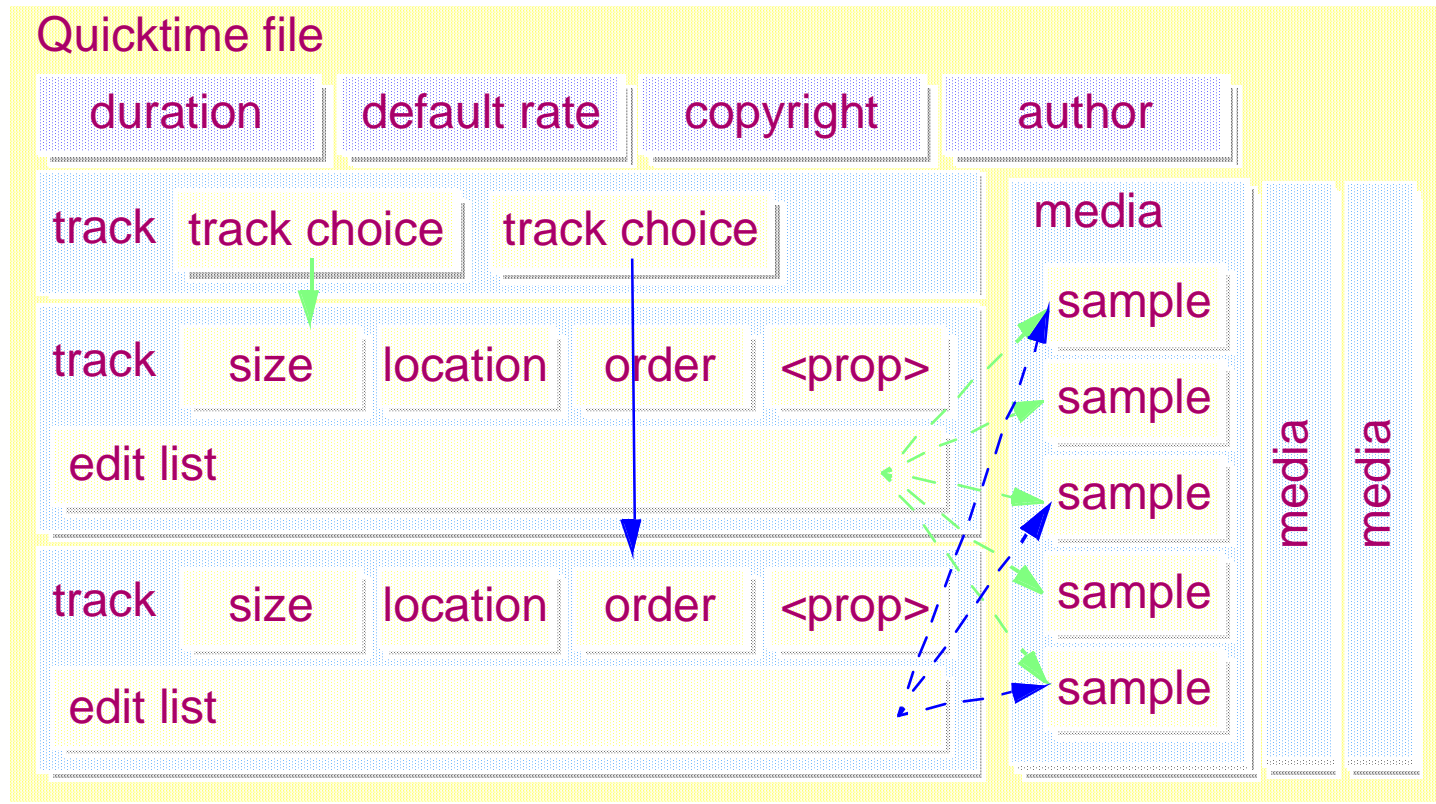 Quicktime file
duration default rate copyright author
track track choice track choice
track size location order <prop>
edit list
track size location order <prop>
edit list
media
sample
sample
sample
sample
sample
media
media